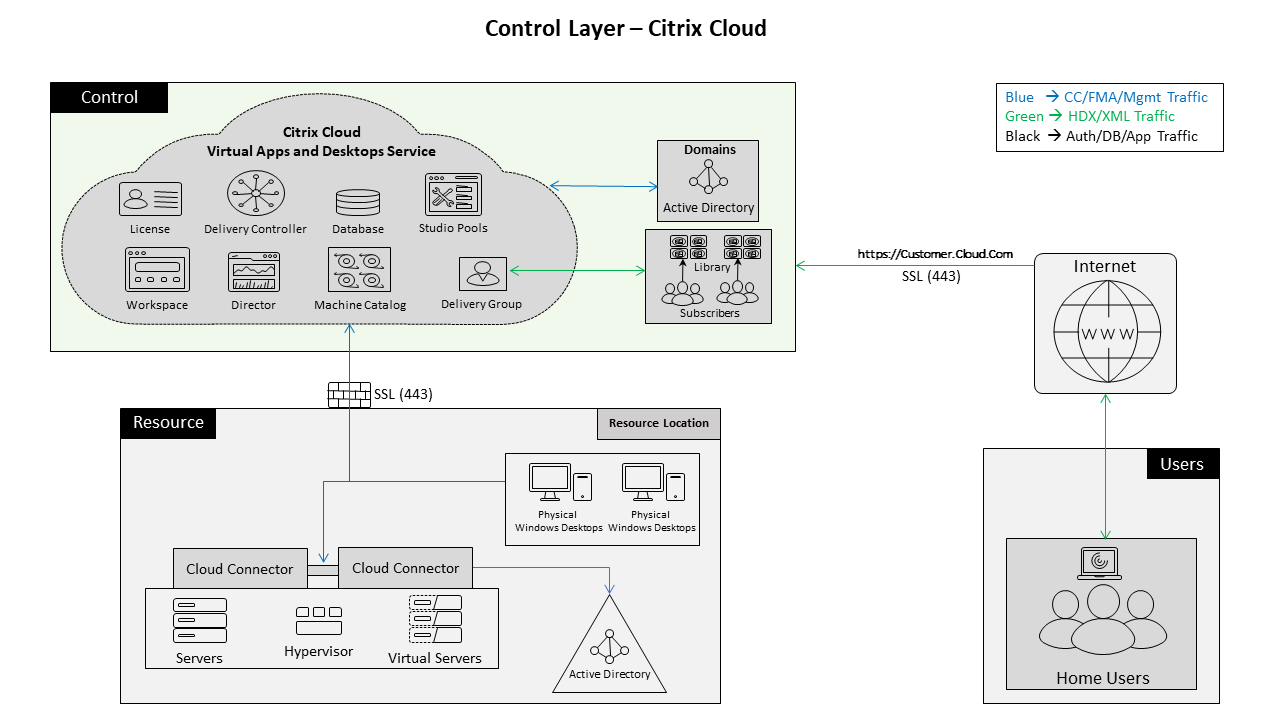 Control Layer – Citrix Cloud
Control
Citrix Cloud
Virtual Apps and Desktops Service
License
Delivery Controller
Database
Studio Pools
Workspace
Director
Machine Catalog
Delivery Group
Domains
Active Directory
Library
Subscribers
Blue → CC/FMA/Mgmt Traffic
Green → HDX/XML Traffic
Black → Auth/DB/App Traffic
https://Customer.Cloud.Com
SSL (443)
Internet
WWW
SSL (443)
Resource
Resource Location
Physical
Windows Desktops
Physical
Windows Desktops
Cloud Connector
Cloud Connector
Servers
Hypervisor
Virtual Servers
Active Directory
Users
Home Users